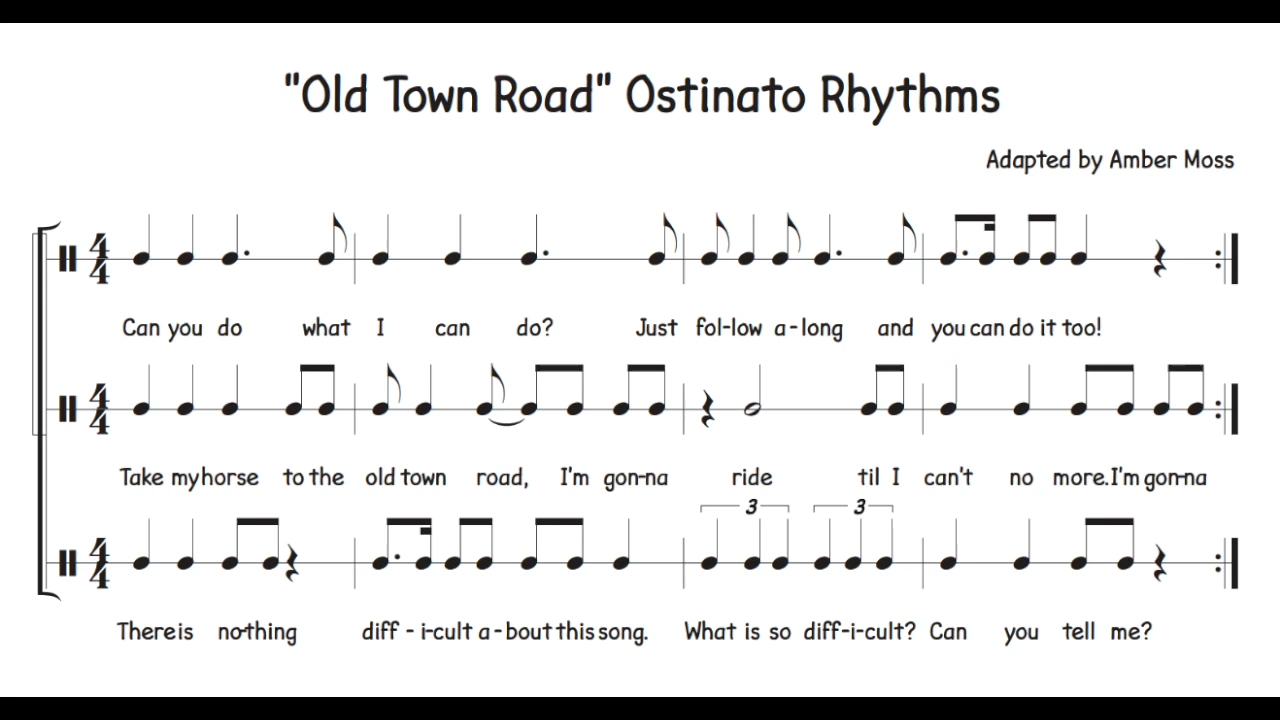 "Old Town Road" Ostinato Rhythms
Adapted by Amber Moss
4
4
Can you do what I can do? Just fol-low a-long and you can do it too!
4
4
Take my horse to the old town road, I'm gon-na ride til I can't no more. I'm gon-na
3 3
4
4
There is no-thing diff-i-cult a-bout this song. What is so diff-i-cult? Can you tell me?